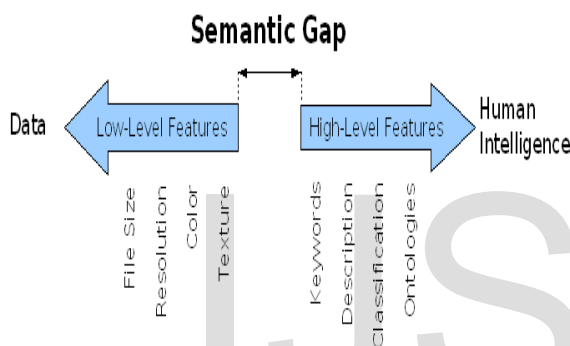 Semantic Gap
Data
Low-Level Features
High-Level Features
Human
Intelligence
File Size
Resolution
Color
Texture
Keywords
Description
Classification
Ontologies